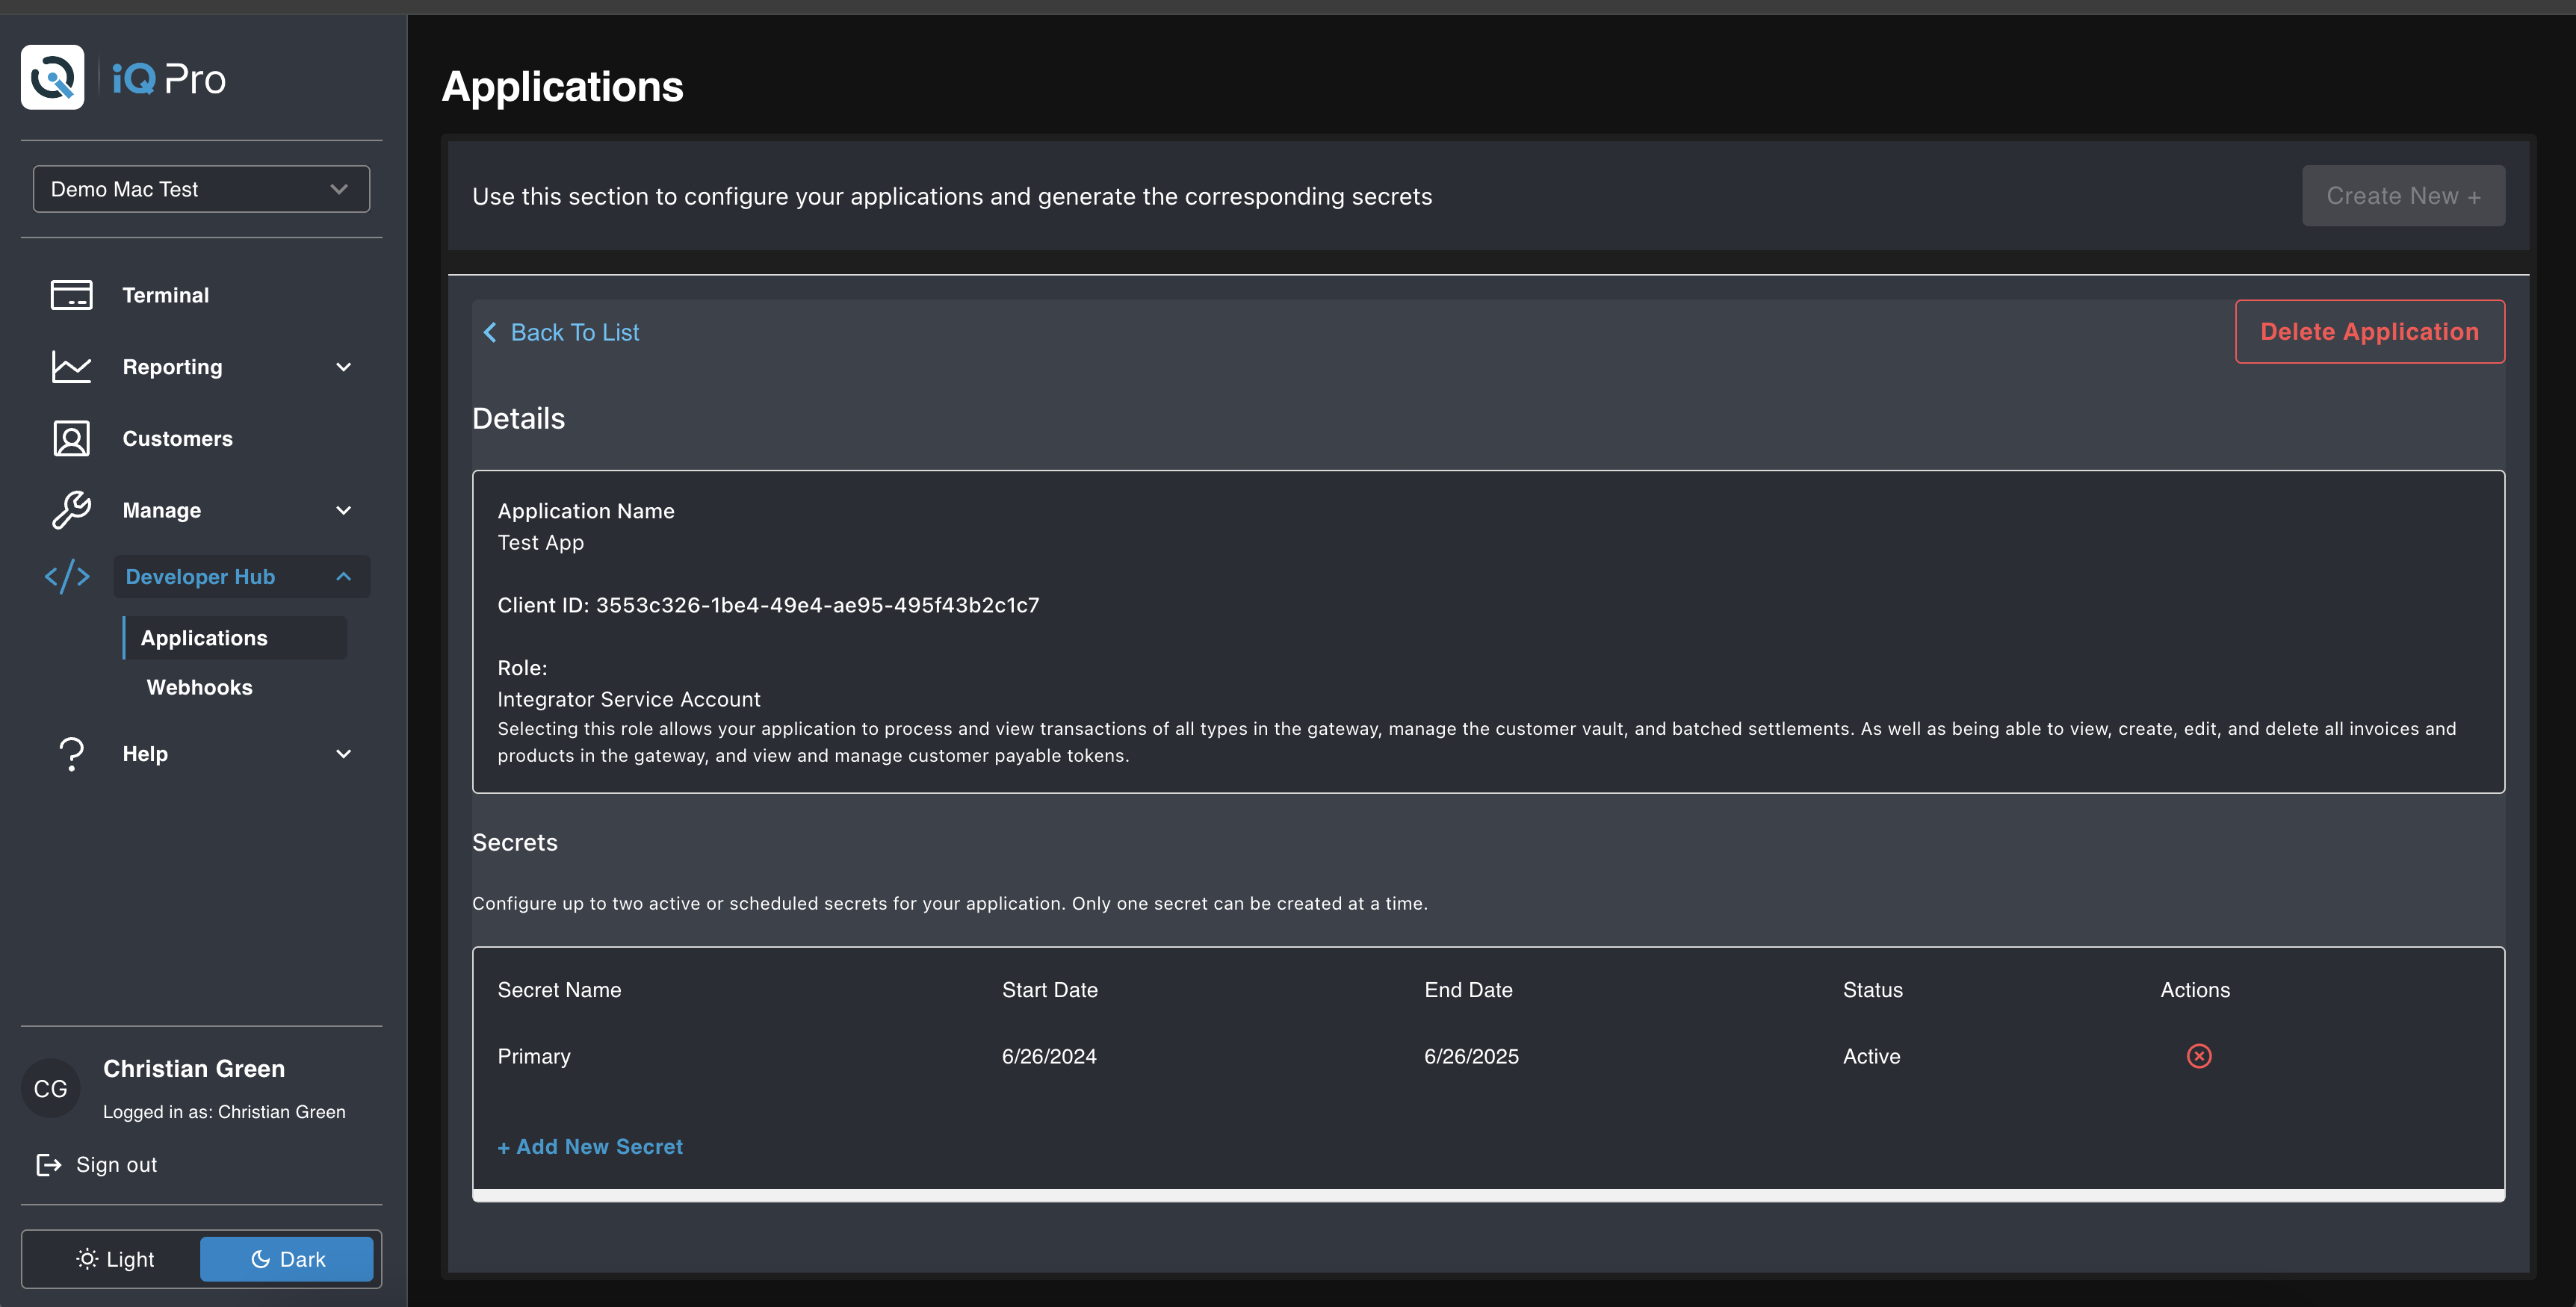 iQ Pro
Demo Mac Test
Terminal
Reporting
Customers
Manage
Developer Hub
Applications
Webhooks
Help
CG
Christian Green
Logged in as: Christian Green
Sign out
Light
Dark
Applications
Use this section to configure your applications and generate the corresponding secrets
Create New +
Back To List
Delete Application
Details
Application Name
Test App
Client ID: 3553c326-1be4-49e4-ae95-495f43b2c1c7
Role:
Integrator Service Account
Selecting this role allows your application to process and view transactions of all types in the gateway, manage the customer vault, and batched settlements. As well as being able to view, create, edit, and delete all invoices and
products in the gateway, and view and manage customer payable tokens.
Secrets
Configure up to two active or scheduled secrets for your application. Only one secret can be created at a time.
Secret Name Start Date End Date Status Actions
Primary 6/26/2024 6/26/2025 Active
+ Add New Secret